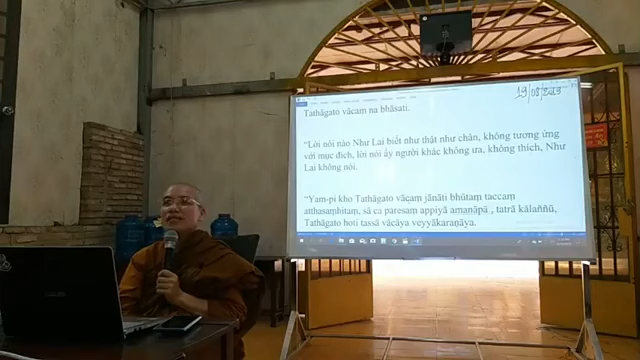 19/08/2019
Tathāgato vācaṃ na bhāsati.
“Lời nói nào Như Lai biết như thật như chân, không tương ứng
với mục đích, lời nói ấy người khác không ưa, không thích, Như
Lai không nói.
“Yam-pi kho Tathāgato vācaṃ jānāti bhūtaṃ taccaṃ
atthasaṃhitaṃ, sā ca paresaṃ appiyā amanāpā , tatrā kālaññū,
Tathāgato hoti tassā vācāya veyyākaraṇāya.